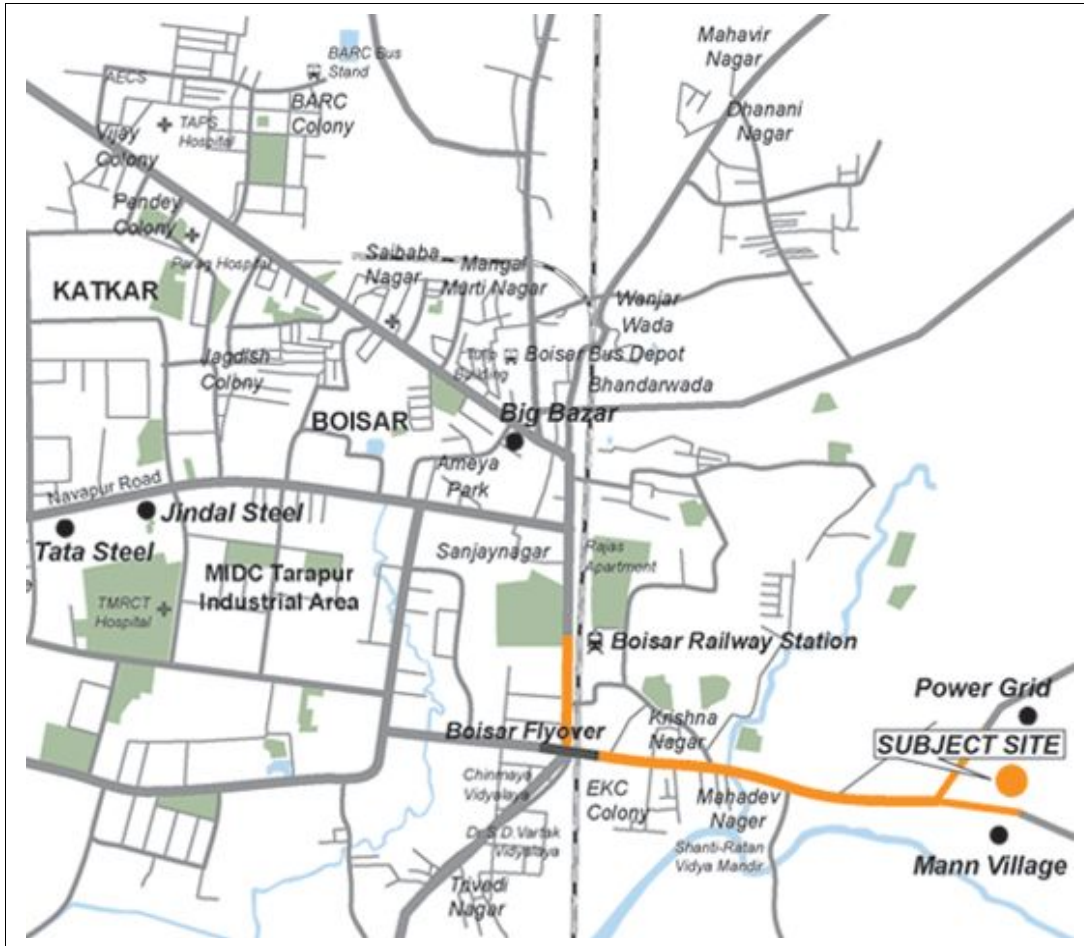 BARC Bus
Stand
Mahavir
Nagar
AECS
BARC
Colony
Dhanani
Nagar
TAPS
Hospital
Vijay
Colony
Pandey
Colony
Parag Hospital
Saibaba
Nagar
Mangal
Murti Nagar
KATKAR
Wanjar
Wada
Jagdish
Colony
Building
Boisar Bus Depot
Bhandarwada
BOISAR
Big Bazar
Ameya
Park
Navapur Road
Jindal Steel
Tata Steel
Sanjaynagar
Rajas
Apartment
MIDC Tarapur
Industrial Area
TMRCT
Hospital
Boisar Railway Station
Power Grid
Boisar Flyover
Krishna
Nagar
SUBJECT SITE
Chinmaya
Vidyalaya
EKC
Colony
Mahadev
Nager
Dr.S.D.Vartak
Vidyalaya
Shanti-Ratan
Vidya Mandir
Mann Village
Trivedi
Nagar